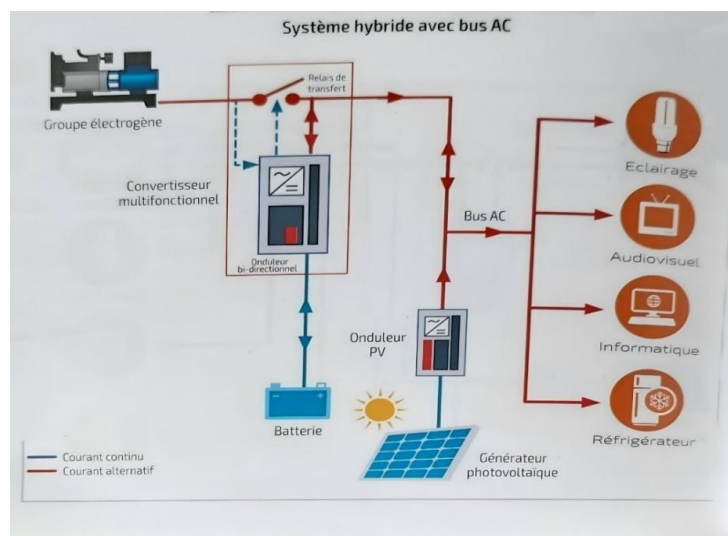 Système hybride avec bus AC
Relais de
transfert
Groupe électrogène
Convertisseur
multifonctionnel
Onduleur
bi-directionnel
Batterie
Onduleur
PV
Générateur
photovoltaïque
Bus AC
Eclairage
Audiovisuel
Informatique
Réfrigérateur
Courant continu
Courant alternatif